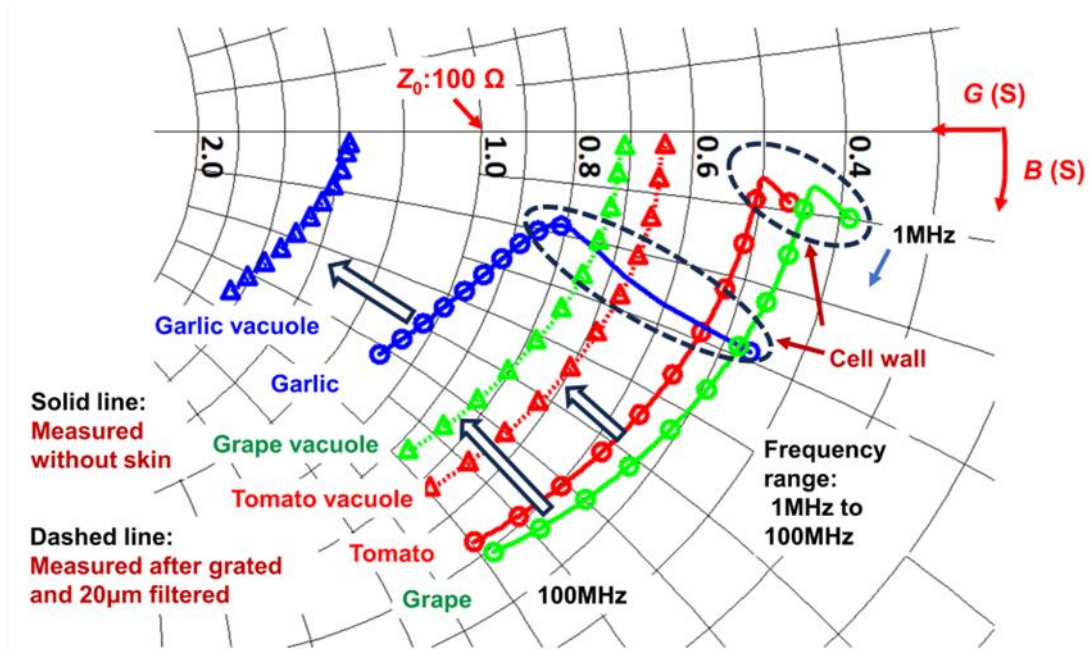 Z₀:100 Ω
G (S)
B (S)
2.0
1.0
0.8
0.6
0.4
1MHz
Garlic vacuole
Garlic
Cell wall
Solid line:
Measured
without skin
Grape vacuole
Tomato vacuole
Frequency
range:
1MHz to
100MHz
Dashed line:
Measured after grated
and 20μm filtered
Tomato
Grape
100MHz